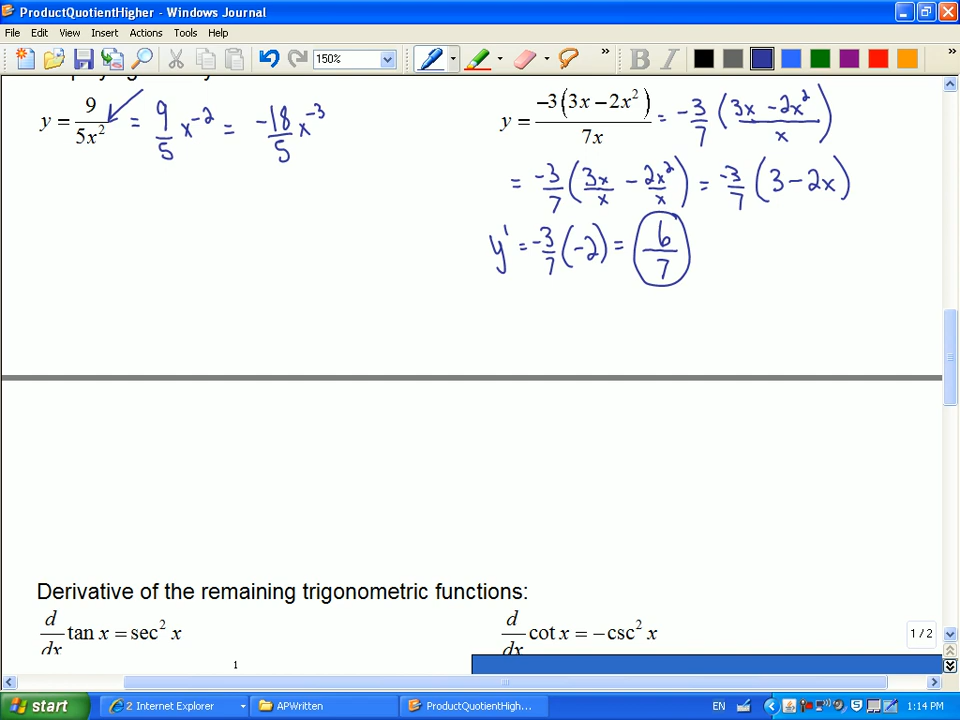 ProductQuotientHigher - Windows Journal
File Edit View Insert Actions Tools Help
150%
y = 9/5x² = 9/5 x⁻² = -18/5 x⁻³
y = -3(3x - 2x²)/7x = -3/7 (3x - 2x²/x)
= -3/7 (3x/x - 2x²/x) = -3/7 (3 - 2x)
y' = -3/7 (-2) = 6/7
Derivative of the remaining trigonometric functions:
d/dx tan x = sec² x
d/dx cot x = -csc² x
1
1 / 2
start 2 Internet Explorer APWritten ProductQuotientHigh... EN 1:14 PM